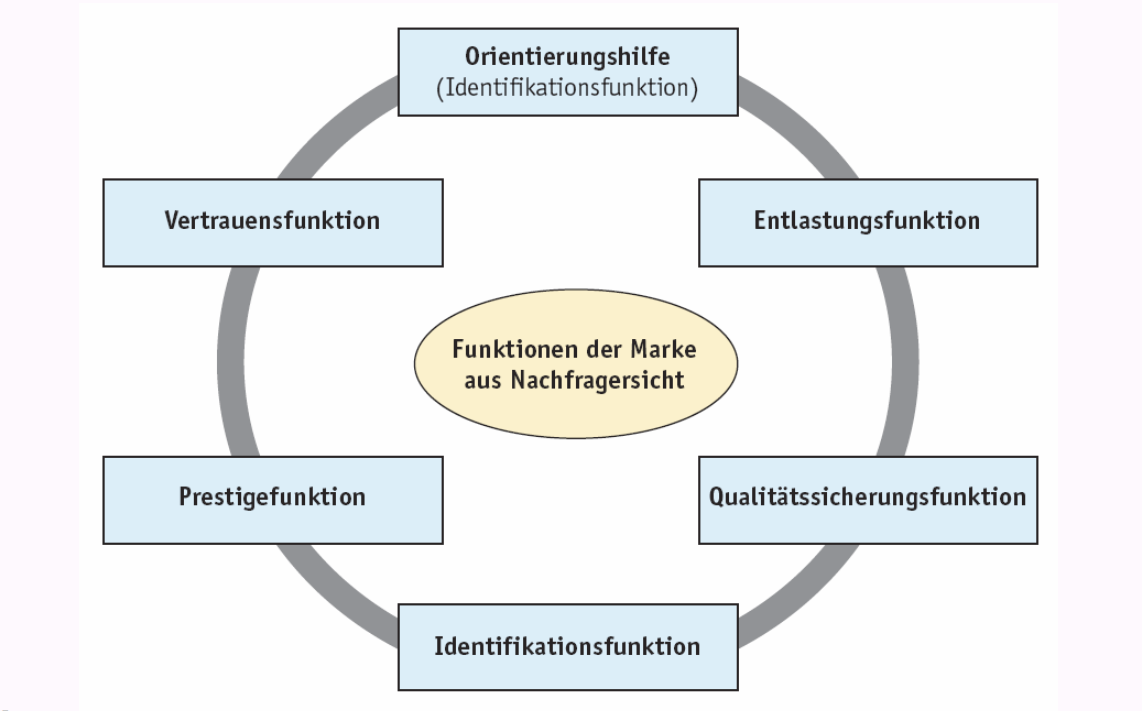 Orientierungshilfe
(Identifikationsfunktion)
Vertrauensfunktion
Entlastungsfunktion
Funktionen der Marke
aus Nachfragersicht
Prestigefunktion
Qualitätssicherungsfunktion
Identifikationsfunktion